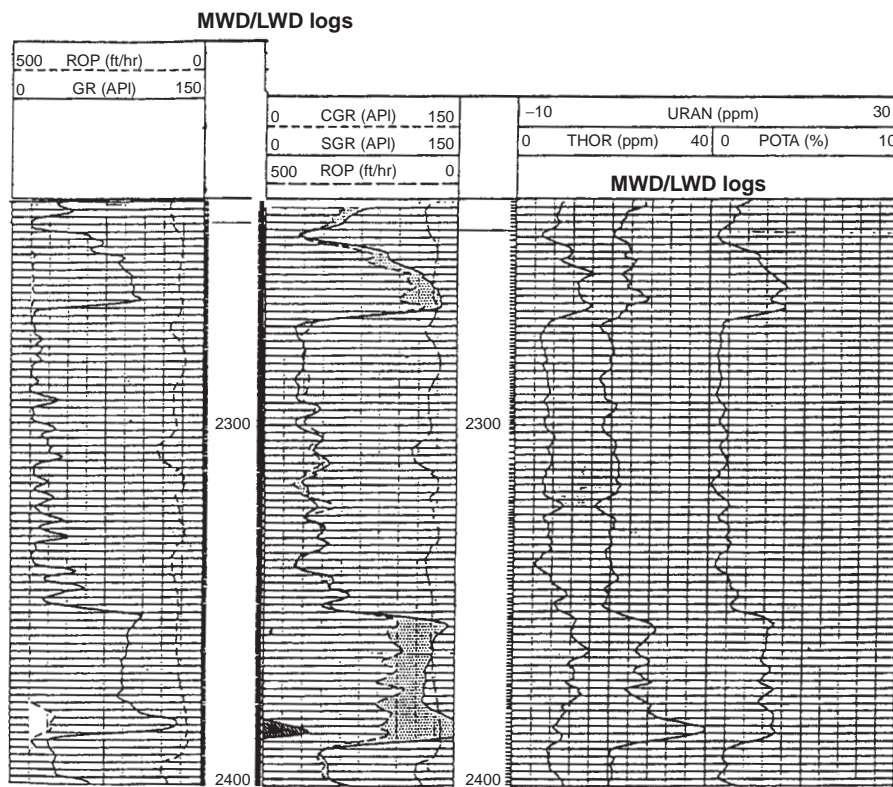 MWD/LWD logs
500 ROP (ft/hr) 0
0 GR (API) 150
0 CGR (API) 150
0 SGR (API) 150
500 ROP (ft/hr) 0
−10 URAN (ppm) 30
0 THOR (ppm) 40 0 POTA (%) 10
MWD/LWD logs
2300 2300
2400 2400